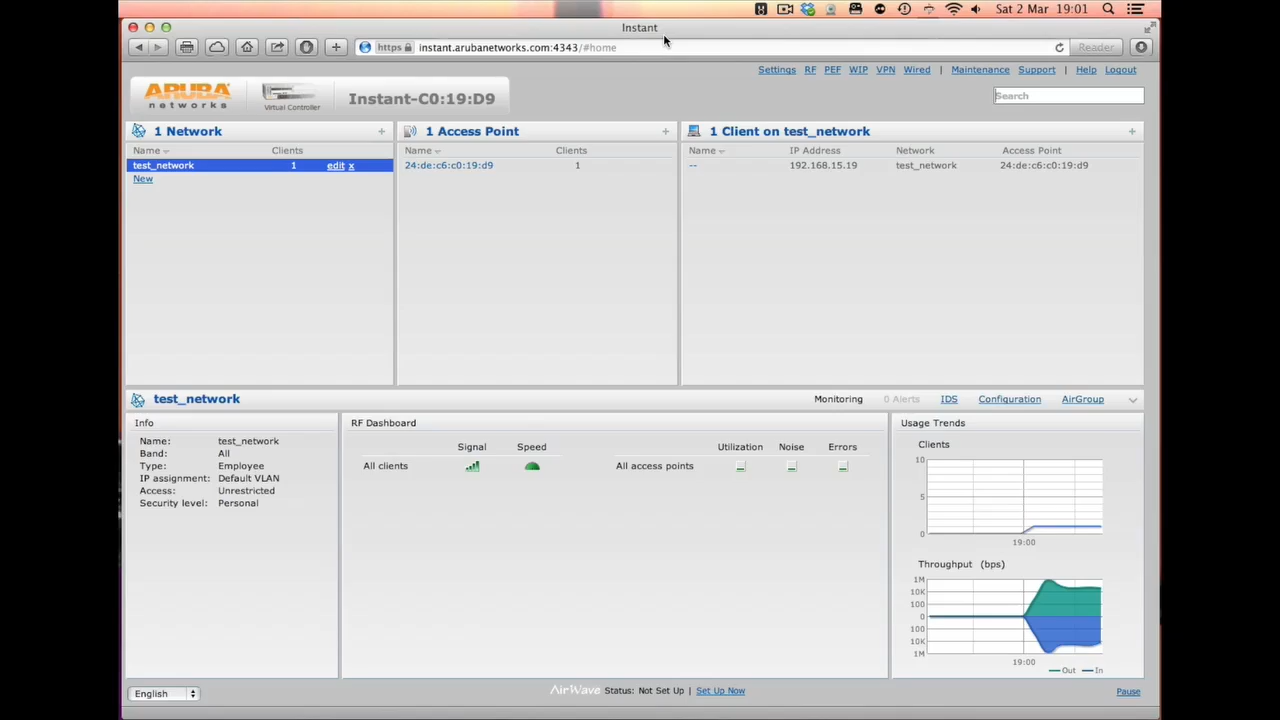 Sat 2 Mar 19:01
Instant
https instant.arubanetworks.com:4343/#home Reader
Settings RF PEF WIP VPN Wired | Maintenance Support | Help Logout
ARUBA networks Virtual Controller Instant-C0:19:D9 Search
1 Network + 1 Access Point + 1 Client on test_network +
Name Clients Name Clients Name IP Address Network Access Point
test_network 1 edit x 24:de:c6:c0:19:d9 1 -- 192.168.15.19 test_network 24:de:c6:c0:19:d9
New
test_network Monitoring 0 Alerts IDS Configuration AirGroup
Info RF Dashboard Usage Trends
Name: test_network
Band: All
Type: Employee
IP assignment: Default VLAN
Access: Unrestricted
Security level: Personal
Signal Speed Utilization Noise Errors
All clients All access points
Clients
10
5
0
19:00
Throughput (bps)
1M
10K
100
0
100
10K
1M
19:00
Out In
English AirWave Status: Not Set Up | Set Up Now Pause